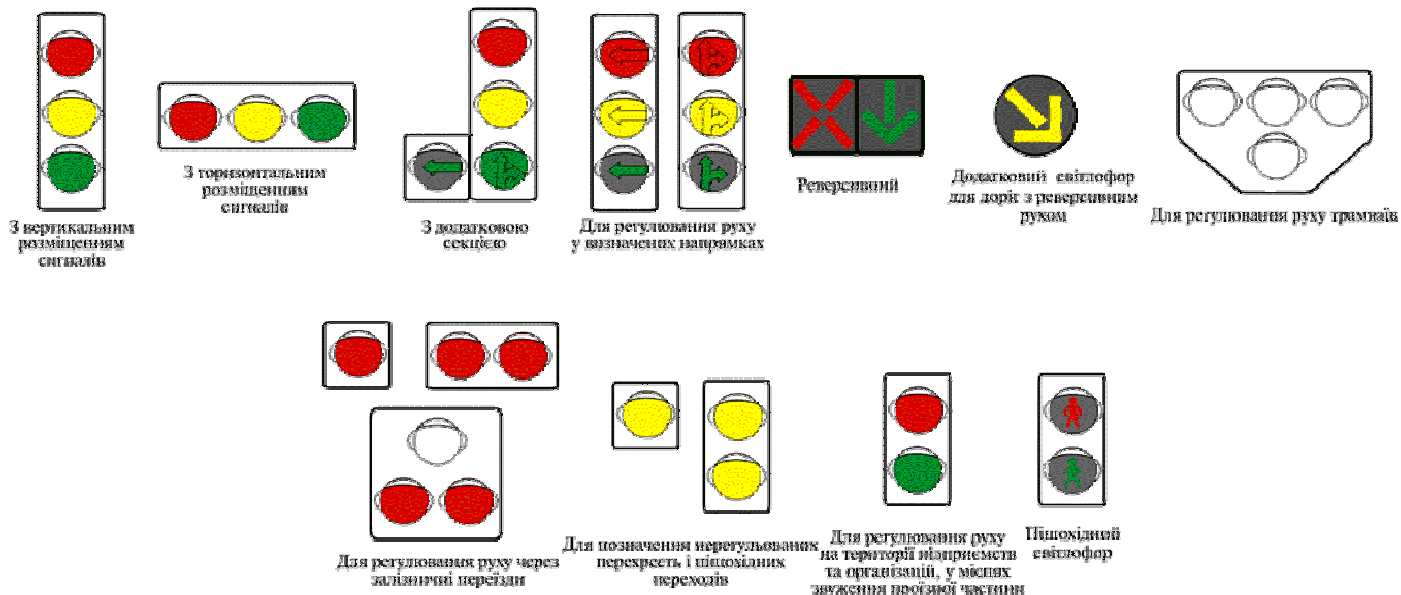 З вертикальним
розміщенням
сигналів
З горизонтальним
розміщенням
сигналів
З додатковою
секцією
Для регулювання руху
у визначених напрямках
Реверсивний
Додатковий світлофор
для доріг з реверсивним
рухом
Для регулювання руху трамваїв
Для регулювання руху через
залізничні переїзди
Для позначення нерегульованих
перехресть і пішохідних
переходів
Для регулювання руху
на території підприємств
та організацій, у місцях
звуження проїзної частини
Пішохідний
світлофор